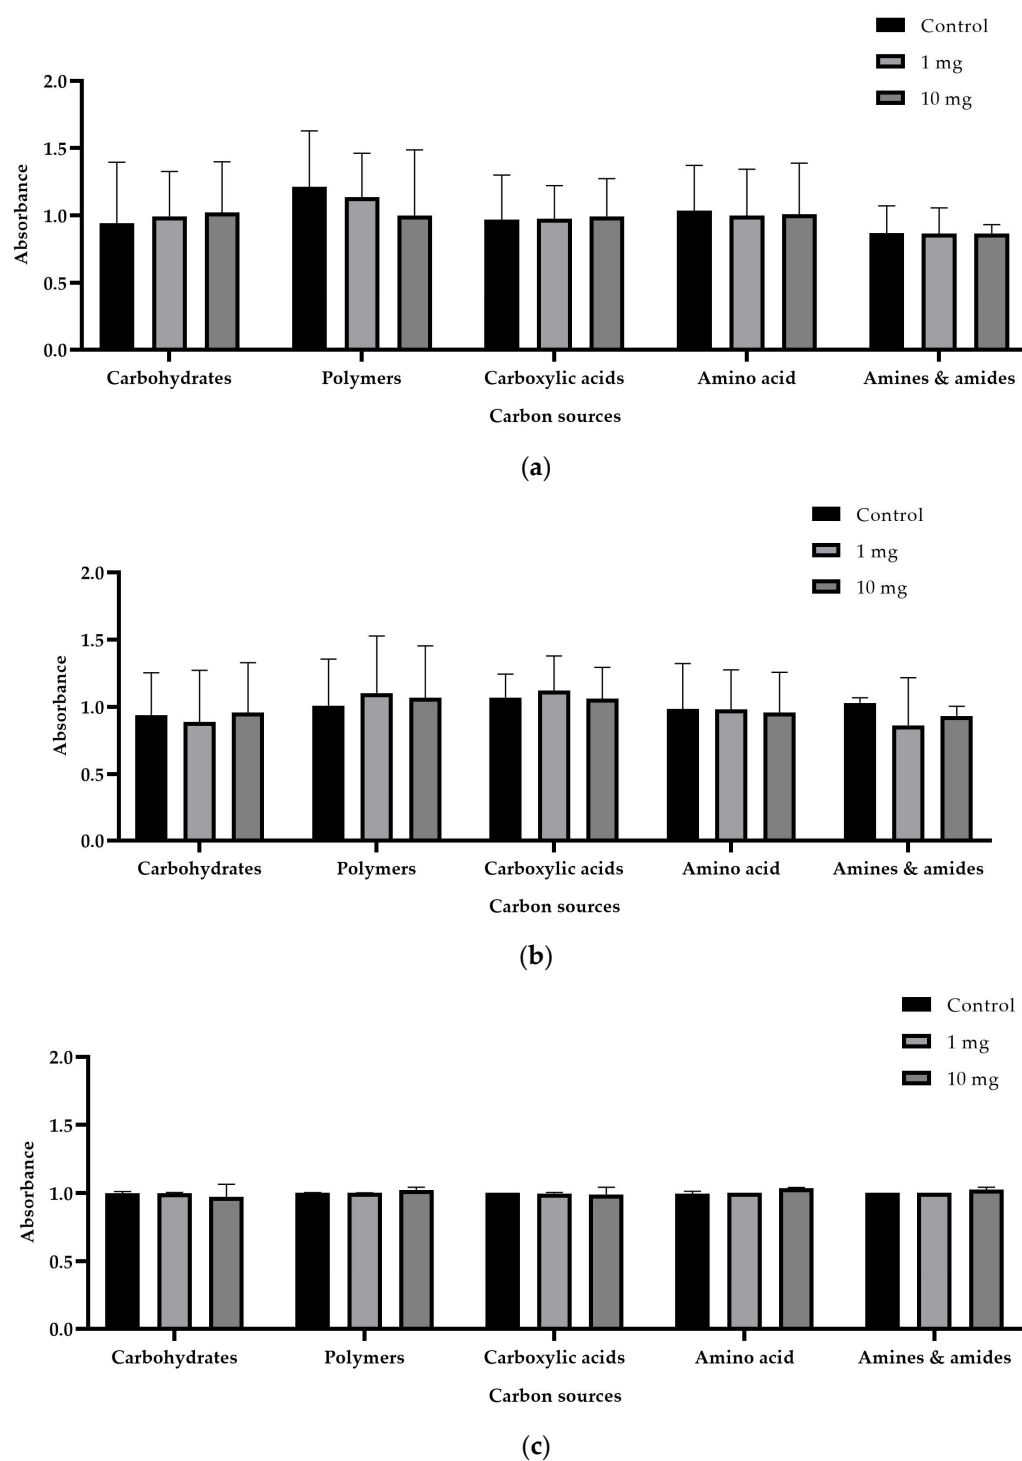 Control
1 mg
10 mg
2.0
1.5
1.0
0.5
0.0
Absorbance
Carbohydrates Polymers Carboxylic acids Amino acid Amines & amides
Carbon sources
(a)
Control
1 mg
10 mg
2.0
1.5
1.0
0.5
0.0
Absorbance
Carbohydrates Polymers Carboxylic acids Amino acid Amines & amides
Carbon sources
(b)
Control
1 mg
10 mg
2.0
1.5
1.0
0.5
0.0
Absorbance
Carbohydrates Polymers Carboxylic acids Amino acid Amines & amides
Carbon sources
(c)